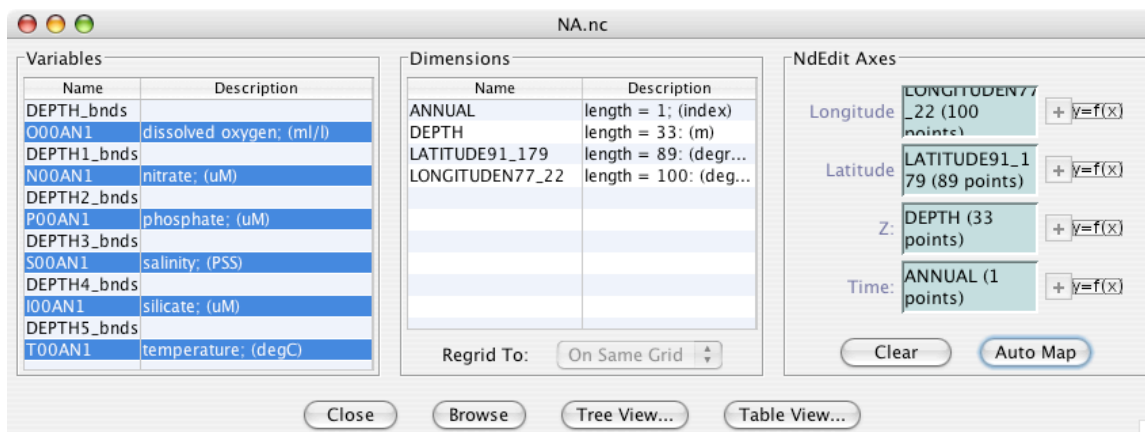 NA.nc
Variables
Name Description
DEPTH_bnds
O00AN1 dissolved oxygen; (ml/l)
DEPTH1_bnds
N00AN1 nitrate; (uM)
DEPTH2_bnds
P00AN1 phosphate; (uM)
DEPTH3_bnds
S00AN1 salinity; (PSS)
DEPTH4_bnds
I00AN1 silicate; (uM)
DEPTH5_bnds
T00AN1 temperature; (degC)
Dimensions
Name Description
ANNUAL length = 1; (index)
DEPTH length = 33: (m)
LATITUDE91_179 length = 89: (degr...
LONGITUDEN77_22 length = 100: (deg...
Regrid To: On Same Grid
NdEdit Axes
LONGITUDEN77
Longitude _22 (100 + y=f(x)
points)
LATITUDE91_1
Latitude 79 (89 points) + y=f(x)
Z: DEPTH (33 + y=f(x)
points)
Time: ANNUAL (1 + y=f(x)
points)
Clear Auto Map
Close Browse Tree View... Table View...